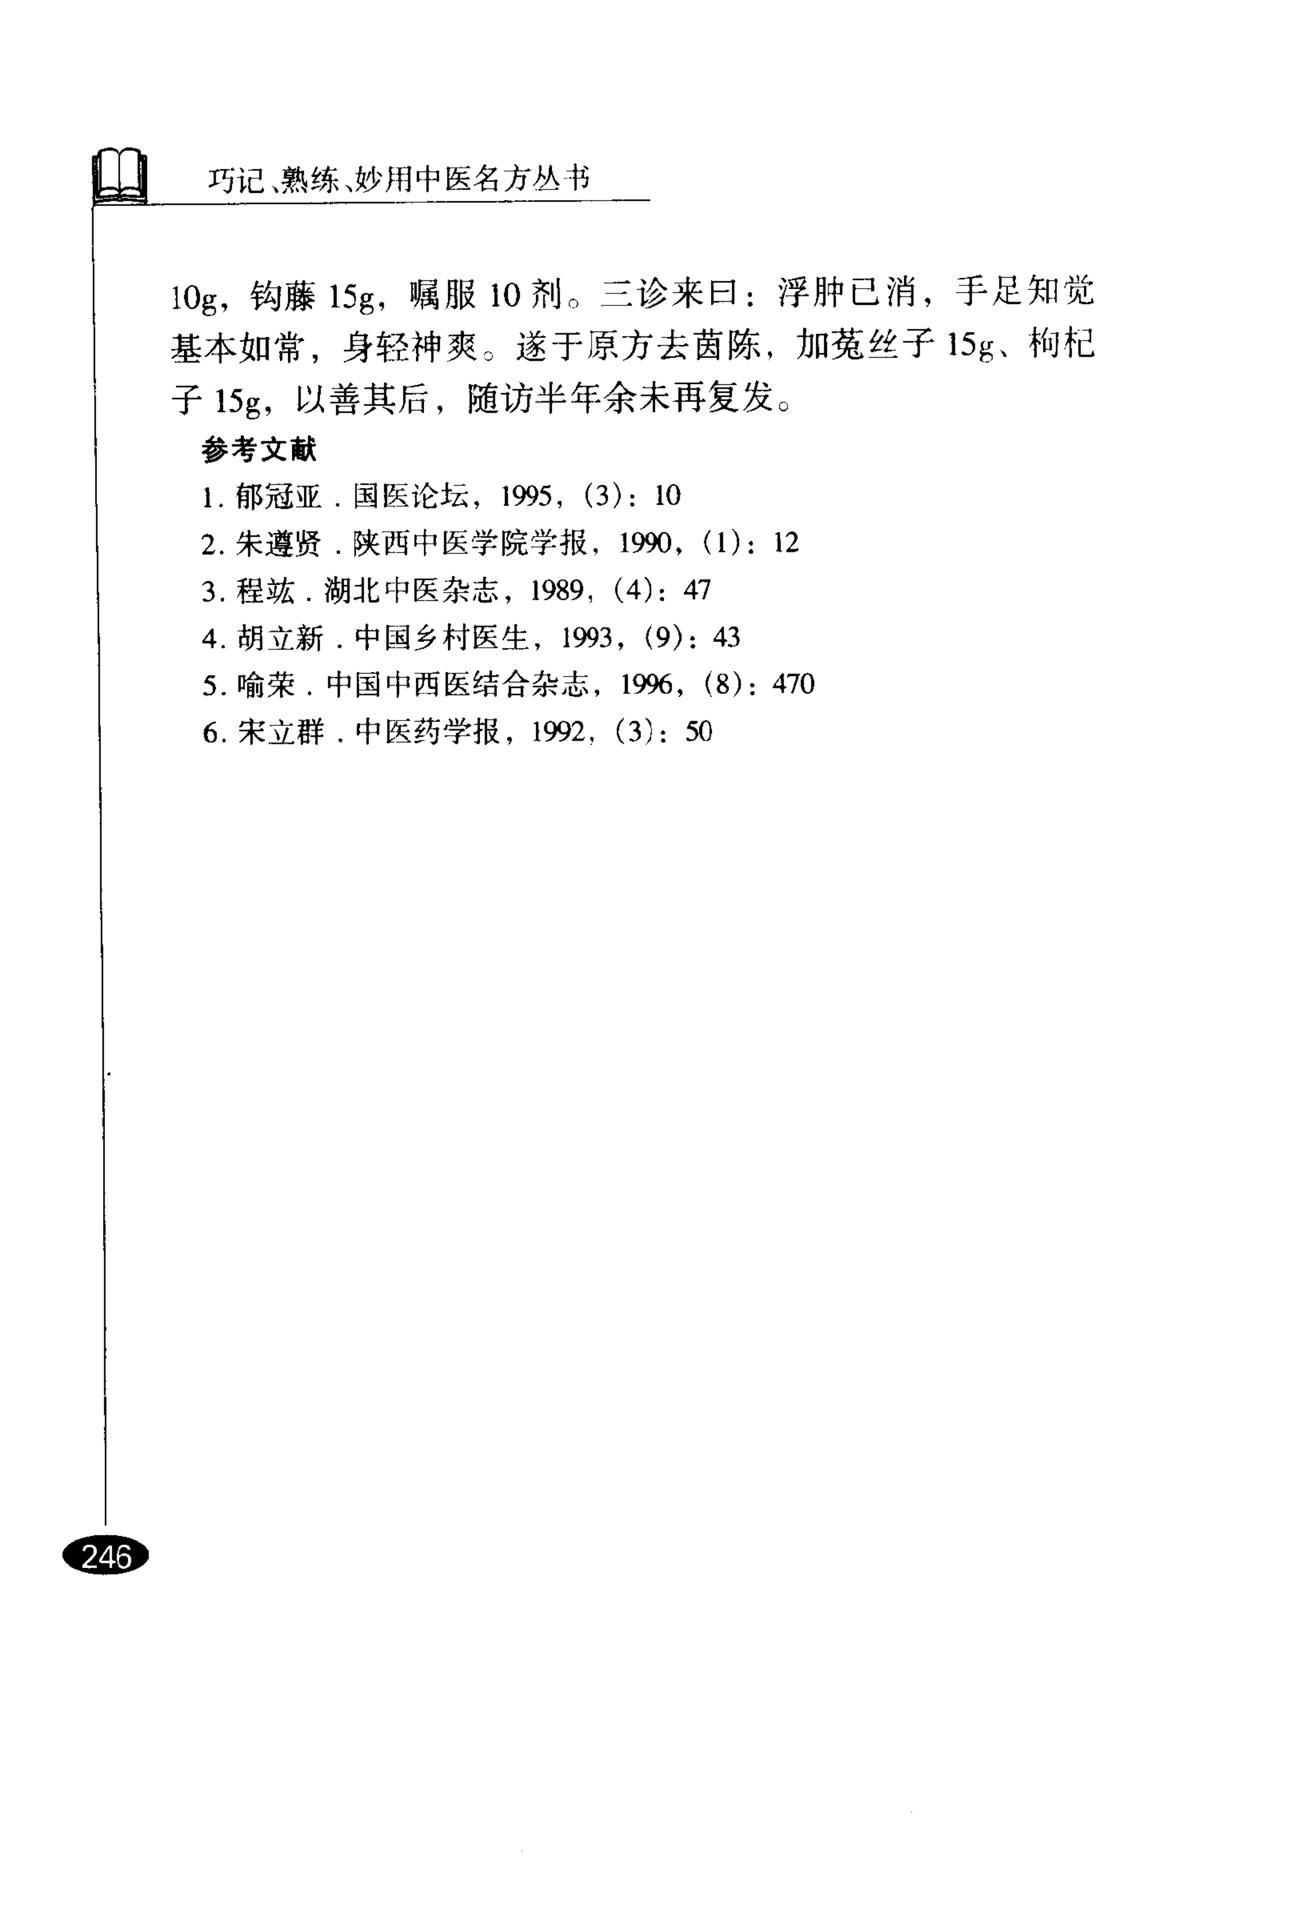 巧记、熟练、妙用中医名方丛书
10g，钩藤 15g，嘱服 10 剂。三诊来曰：浮肿已消，手足知觉
基本如常，身轻神爽。遂于原方去茵陈，加菟丝子 15g、枸杞
子 15g，以善其后，随访半年余未再复发。
参考文献
1. 郁冠亚．国医论坛，1995，(3)：10
2. 朱遵贤．陕西中医学院学报，1990，(1)：12
3. 程竑．湖北中医杂志，1989，(4)：47
4. 胡立新．中国乡村医生，1993，(9)：43
5. 喻荣．中国中西医结合杂志，1996，(8)：470
6. 宋立群．中医药学报，1992，(3)：50
246